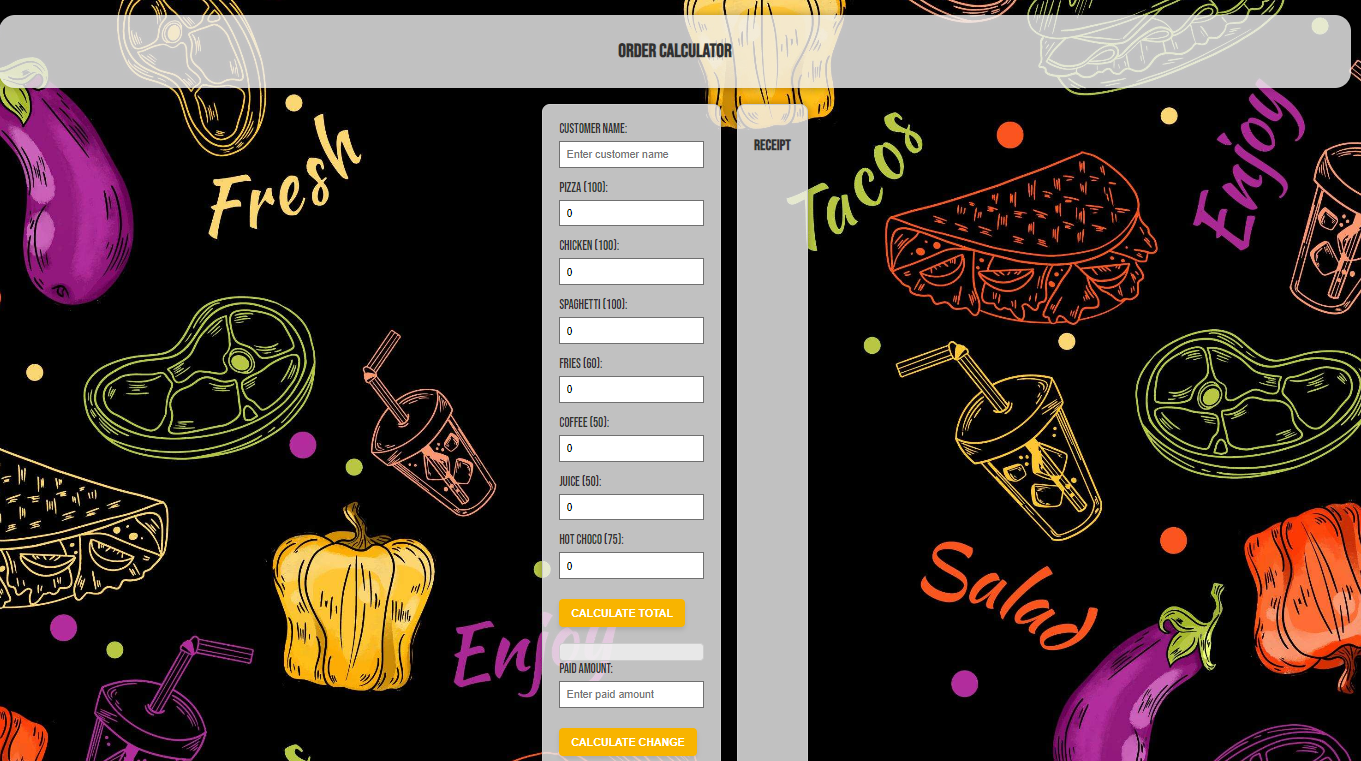 ORDER CALCULATOR
Fresh
Tacos
Enjoy
CUSTOMER NAME:
Enter customer name
RECEIPT
PIZZA (100):
0
CHICKEN (100):
0
SPAGHETTI (100):
0
FRIES (60):
0
COFFEE (50):
0
JUICE (50):
0
HOT CHOCO (75):
0
CALCULATE TOTAL
Salad
Enjoy
PAID AMOUNT:
Enter paid amount
CALCULATE CHANGE